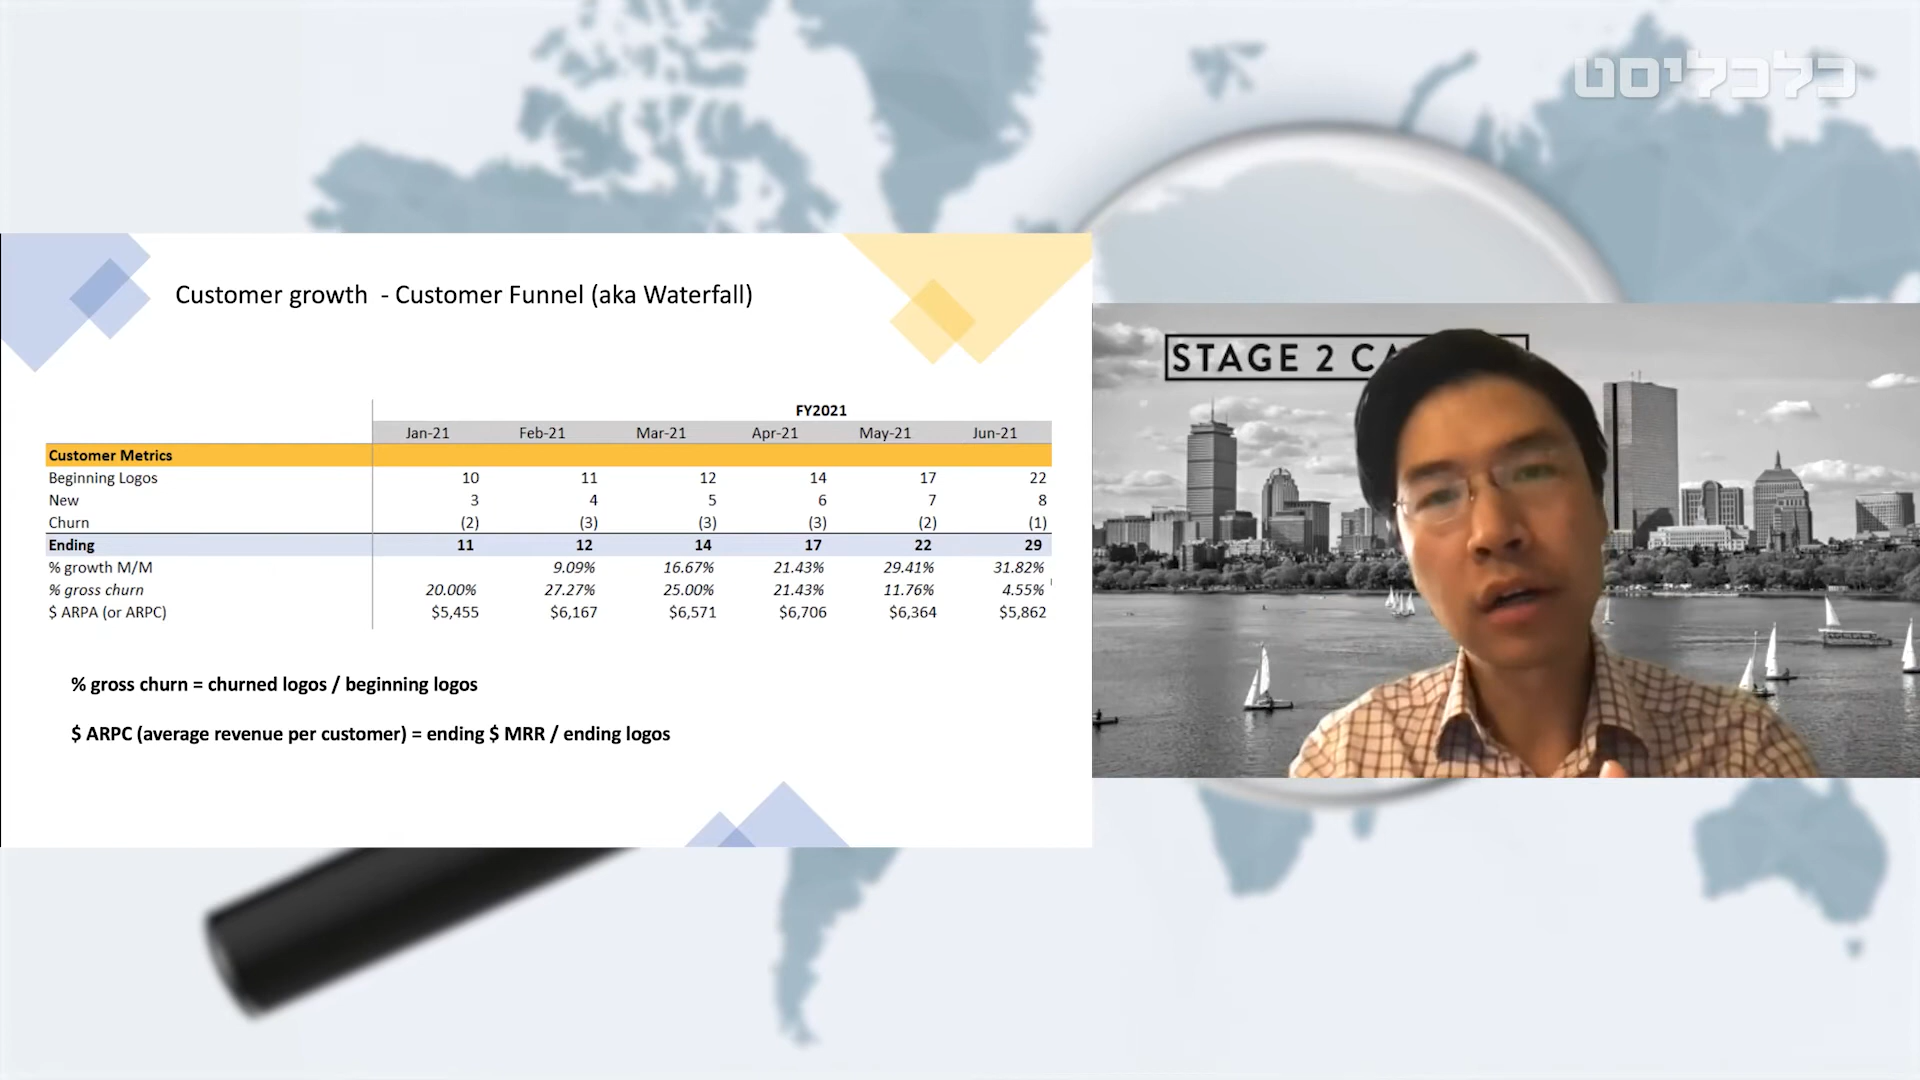 כלכליסט
Customer growth - Customer Funnel (aka Waterfall)
FY2021
Jan-21 Feb-21 Mar-21 Apr-21 May-21 Jun-21
Customer Metrics
Beginning Logos 10 11 12 14 17 22
New 3 4 5 6 7 8
Churn (2) (3) (3) (3) (2) (1)
Ending 11 12 14 17 22 29
% growth M/M 9.09% 16.67% 21.43% 29.41% 31.82%
% gross churn 20.00% 27.27% 25.00% 21.43% 11.76% 4.55%
$ ARPA (or ARPC) $5,455 $6,167 $6,571 $6,706 $6,364 $5,862
% gross churn = churned logos / beginning logos
$ ARPC (average revenue per customer) = ending $ MRR / ending logos
STAGE 2